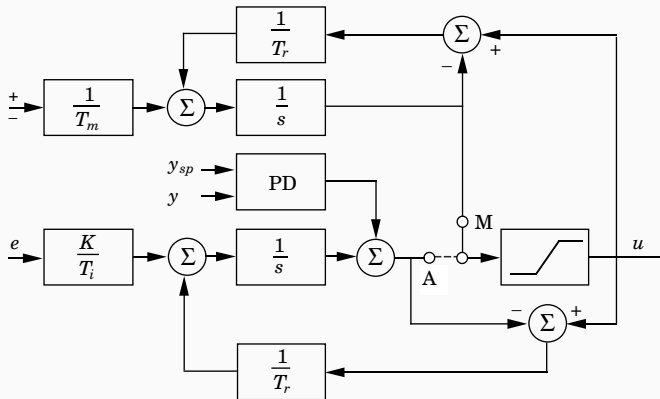 1
T_r
Σ
+
−
+
−
1
T_m
Σ
1
s
y_sp
y
PD
M
e
K
T_i
Σ
1
s
Σ
A
u
−
Σ
+
1
T_r